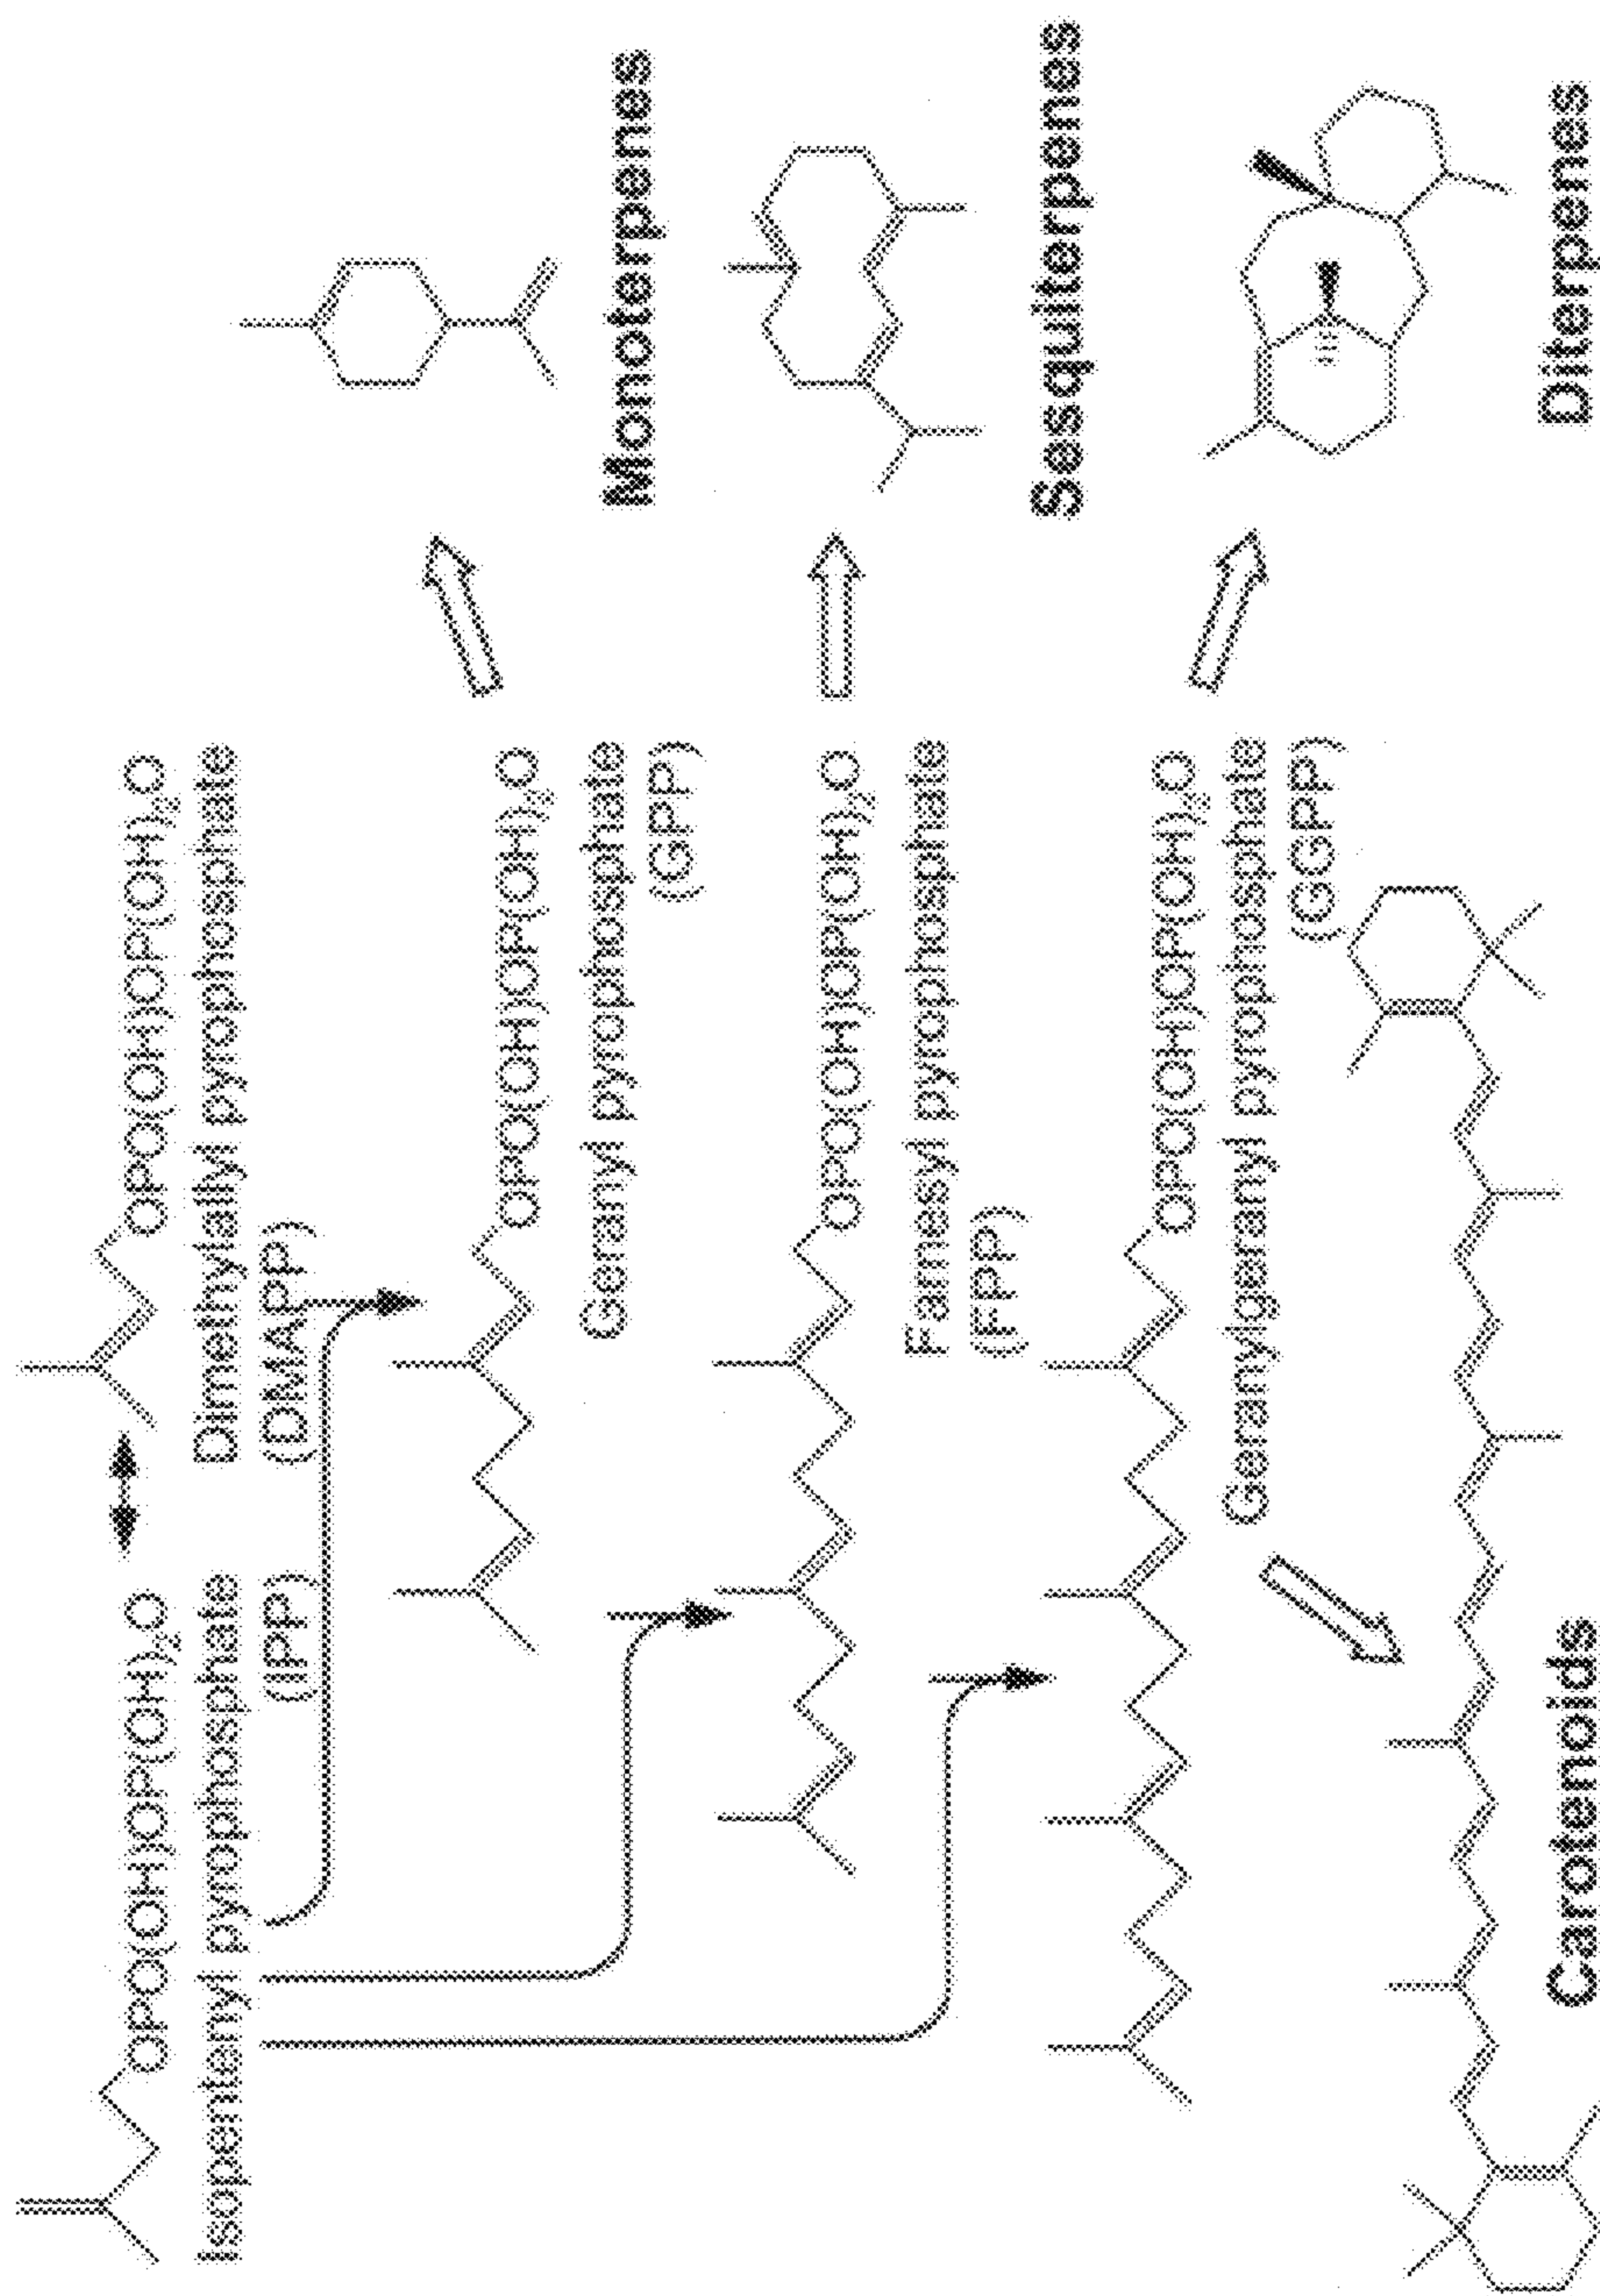 OPO(OH)OP(OH)₂O
Isopentenyl pyrophosphate
(IPP)
OPO(OH)OP(OH)₂O
Dimethylallyl pyrophosphate
(DMAPP)
OPO(OH)OP(OH)₂O
Geranyl pyrophosphate
(GPP)
Monoterpenes
OPO(OH)OP(OH)₂O
Farnesyl pyrophosphate
(FPP)
Sesquiterpenes
OPO(OH)OP(OH)₂O
Geranylgeranyl pyrophosphate
(GGPP)
Diterpenes
Carotenoids